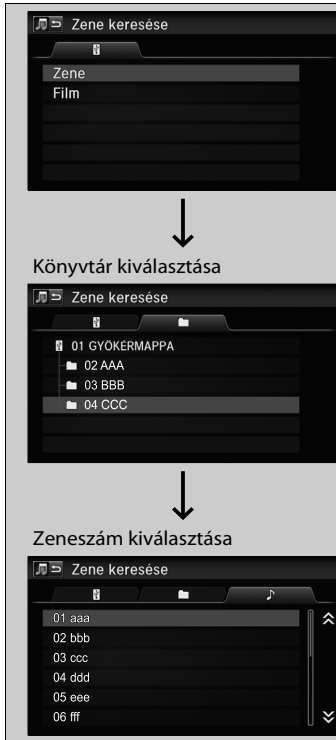 Zene keresése
Zene
Film
Könyvtár kiválasztása
Zene keresése
01 GYÖKÉRMAPPA
02 AAA
03 BBB
04 CCC
Zeneszám kiválasztása
Zene keresése
01 aaa
02 bbb
03 ccc
04 ddd
05 eee
06 fff